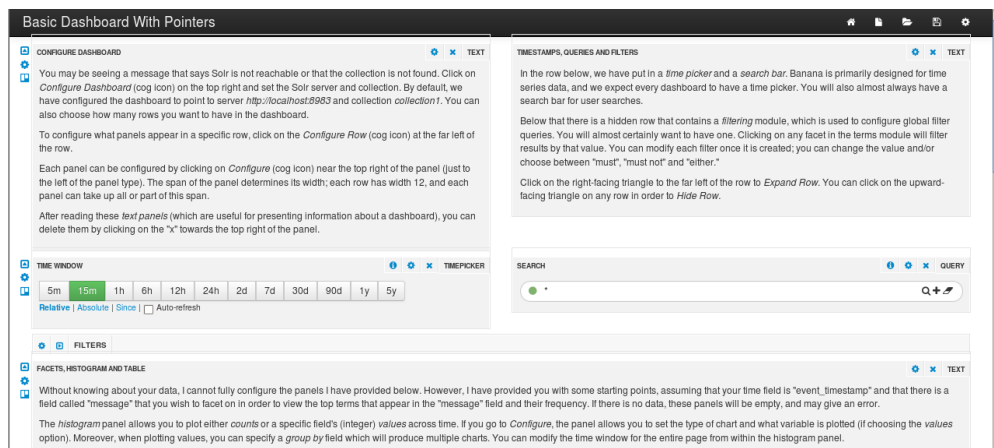 Basic Dashboard With Pointers
CONFIGURE DASHBOARD
TEXT
You may be seeing a message that says Solr is not reachable or that the collection is not found. Click on
Configure Dashboard (cog icon) on the top right and set the Solr server and collection. By default, we
have configured the dashboard to point to server http://localhost:8983 and collection collection1. You can
also choose how many rows you want to have in the dashboard.
To configure what panels appear in a specific row, click on the Configure Row (cog icon) at the far left of
the row.
Each panel can be configured by clicking on Configure (cog icon) near the top right of the panel (just to
the left of the panel type). The span of the panel determines its width; each row has width 12, and each
panel can take up all or part of this span.
After reading these text panels (which are useful for presenting information about a dashboard), you can
delete them by clicking on the "x" towards the top right of the panel.
TIMESTAMPS, QUERIES AND FILTERS
TEXT
In the row below, we have put in a time picker and a search bar. Banana is primarily designed for time
series data, and we expect every dashboard to have a time picker. You will also almost always have a
search bar for user searches.
Below that there is a hidden row that contains a filtering module, which is used to configure global filter
queries. You will almost certainly want to have one. Clicking on any facet in the terms module will filter
results by that value. You can modify each filter once it is created; you can change the value and/or
choose between "must", "must not" and "either."
Click on the right-facing triangle to the far left of the row to Expand Row. You can click on the upward-
facing triangle on any row in order to Hide Row.
TIME WINDOW
TIMEPICKER
5m 15m 1h 6h 12h 24h 2d 7d 30d 90d 1y 5y
Relative | Absolute | Since | Auto-refresh
SEARCH
QUERY
*
FILTERS
FACETS, HISTOGRAM AND TABLE
TEXT
Without knowing about your data, I cannot fully configure the panels I have provided below. However, I have provided you with some starting points, assuming that your time field is "event_timestamp" and that there is a
field called "message" that you wish to facet on in order to view the top terms that appear in the "message" field and their frequency. If there is no data, these panels will be empty, and may give an error.
The histogram panel allows you to plot either counts or a specific field's (integer) values across time. If you go to Configure, the panel allows you to set the type of chart and what variable is plotted (if choosing the values
option). Moreover, when plotting values, you can specify a group by field which will produce multiple charts. You can modify the time window for the entire page from within the histogram panel.